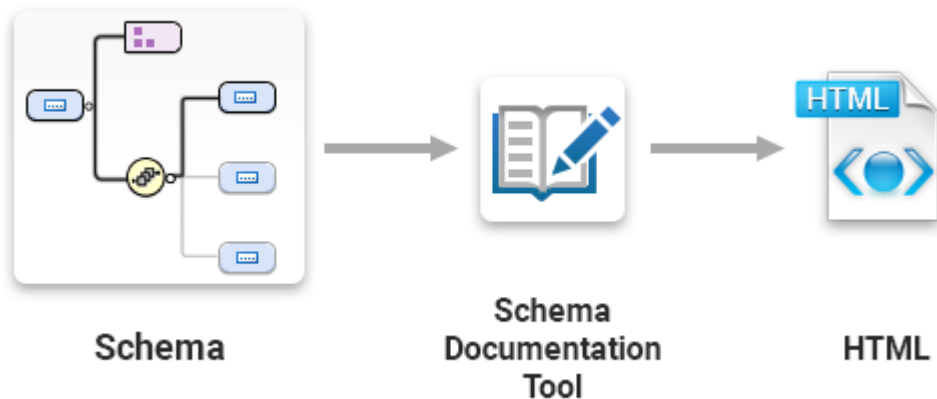 HTML
Schema
Schema
Documentation
Tool
HTML